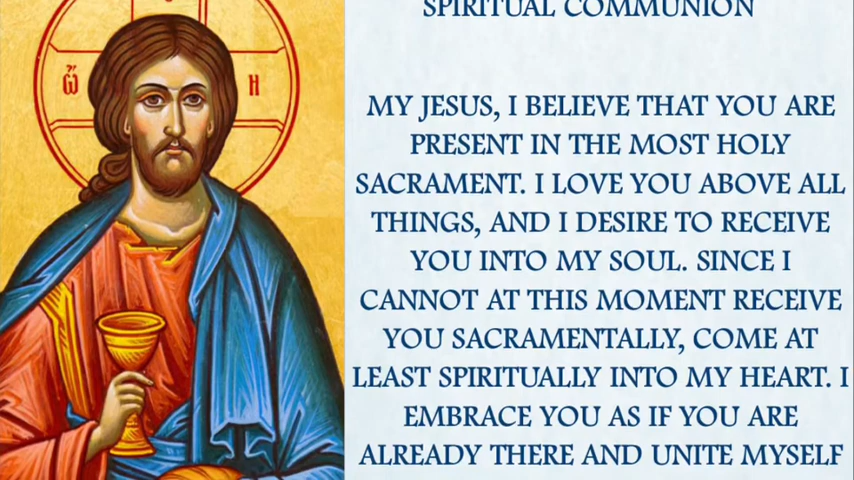 ὦ Η
SPIRITUAL COMMUNION
MY JESUS, I BELIEVE THAT YOU ARE
PRESENT IN THE MOST HOLY
SACRAMENT. I LOVE YOU ABOVE ALL
THINGS, AND I DESIRE TO RECEIVE
YOU INTO MY SOUL. SINCE I
CANNOT AT THIS MOMENT RECEIVE
YOU SACRAMENTALLY, COME AT
LEAST SPIRITUALLY INTO MY HEART. I
EMBRACE YOU AS IF YOU ARE
ALREADY THERE AND UNITE MYSELF